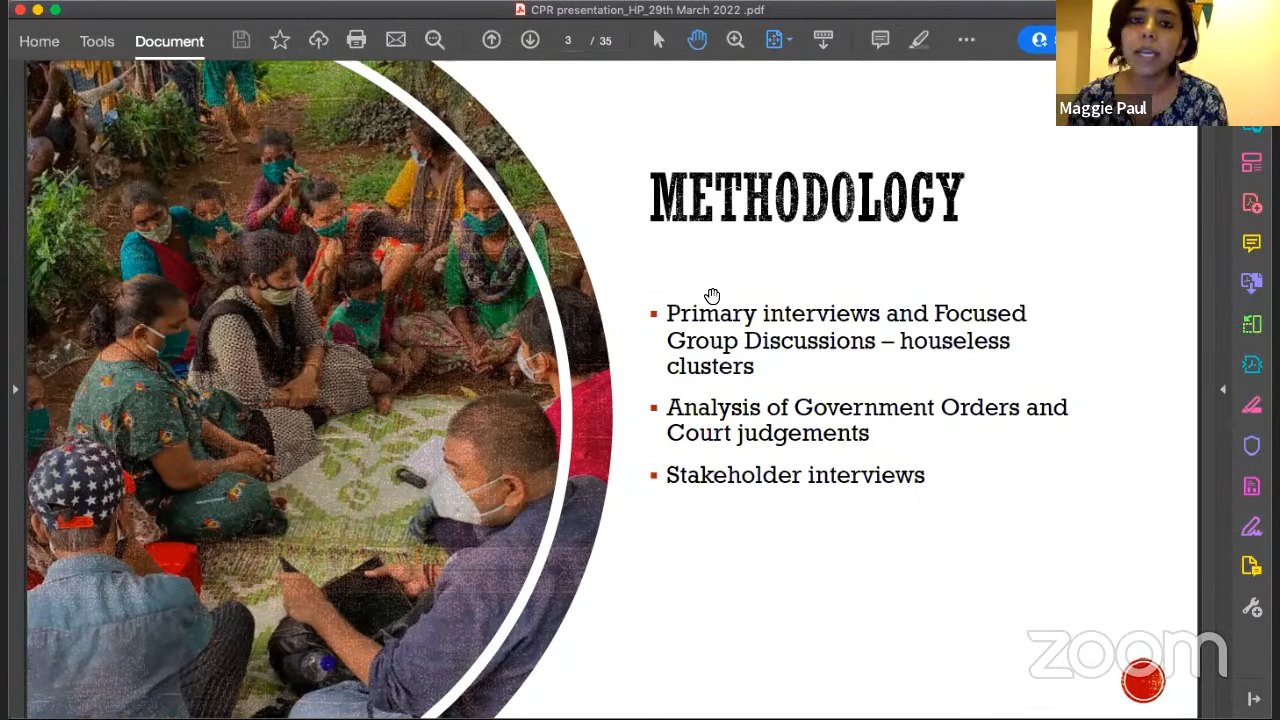 CPR presentation_HP_29th March 2022 .pdf
Home Tools Document
3 / 35
Maggie Paul
METHODOLOGY
▪ Primary interviews and Focused
Group Discussions – houseless
clusters
▪ Analysis of Government Orders and
Court judgements
▪ Stakeholder interviews
zoom